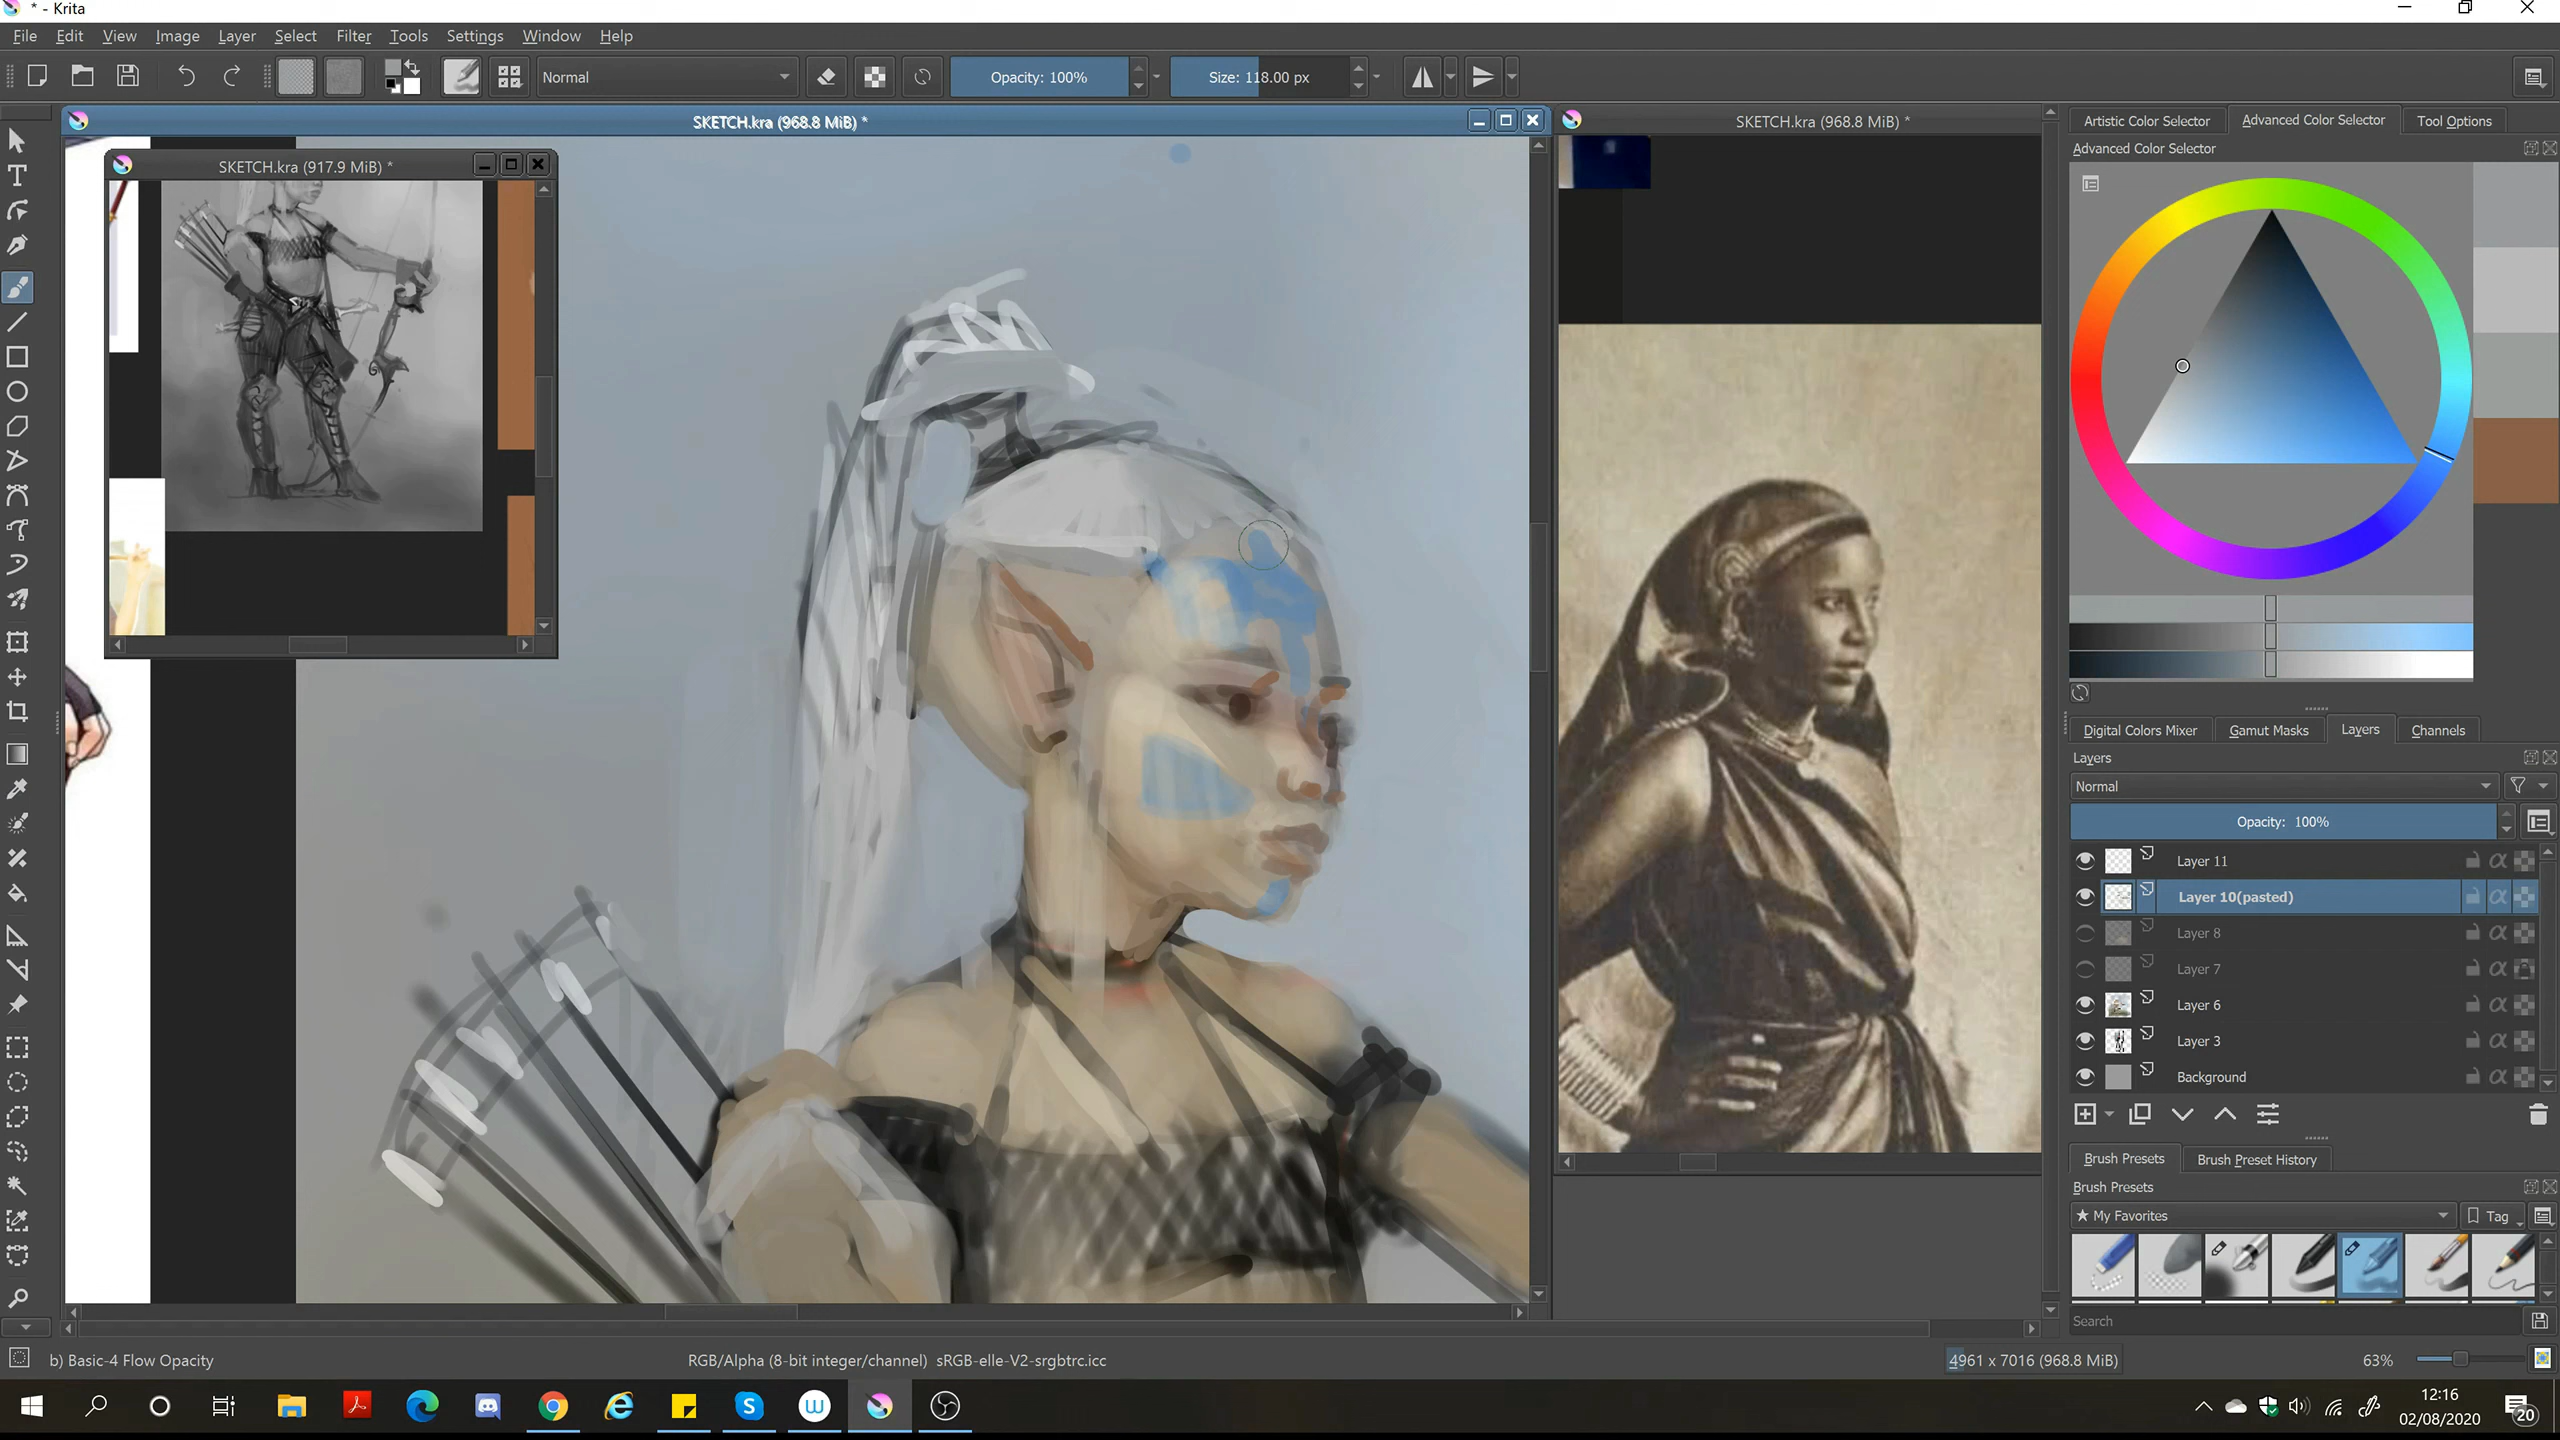 * - Krita
File Edit View Image Layer Select Filter Tools Settings Window Help
Normal
Opacity: 100%
Size: 118.00 px
SKETCH.kra (968.8 MiB) *
SKETCH.kra (968.8 MiB) *
SKETCH.kra (917.9 MiB) *
Artistic Color Selector
Advanced Color Selector
Tool Options
Advanced Color Selector
Digital Colors Mixer
Gamut Masks
Layers
Channels
Layers
Normal
Opacity: 100%
Layer 11
Layer 10(pasted)
Layer 8
Layer 7
Layer 6
Layer 3
Background
Brush Presets
Brush Preset History
Brush Presets
★ My Favorites
Tag
Search
b) Basic-4 Flow Opacity
RGB/Alpha (8-bit integer/channel) sRGB-elle-V2-srgbtrc.icc
4961 x 7016 (968.8 MiB)
63%
12:16
02/08/2020
20